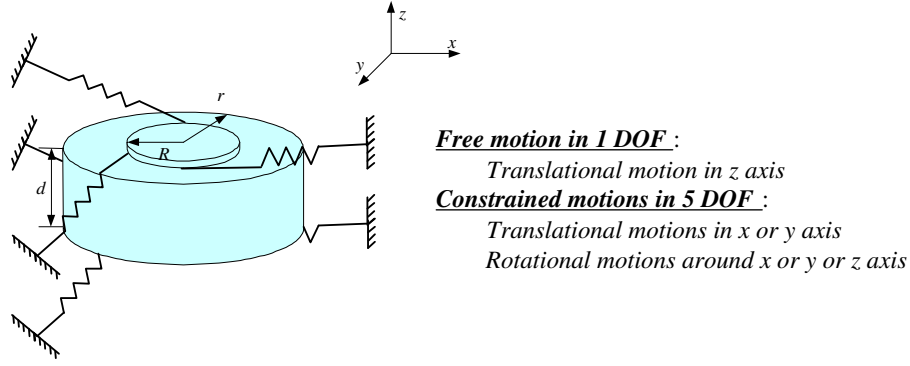 z
x
y
r
R
d
Free motion in 1 DOF :
Translational motion in z axis
Constrained motions in 5 DOF :
Translational motions in x or y axis
Rotational motions around x or y or z axis